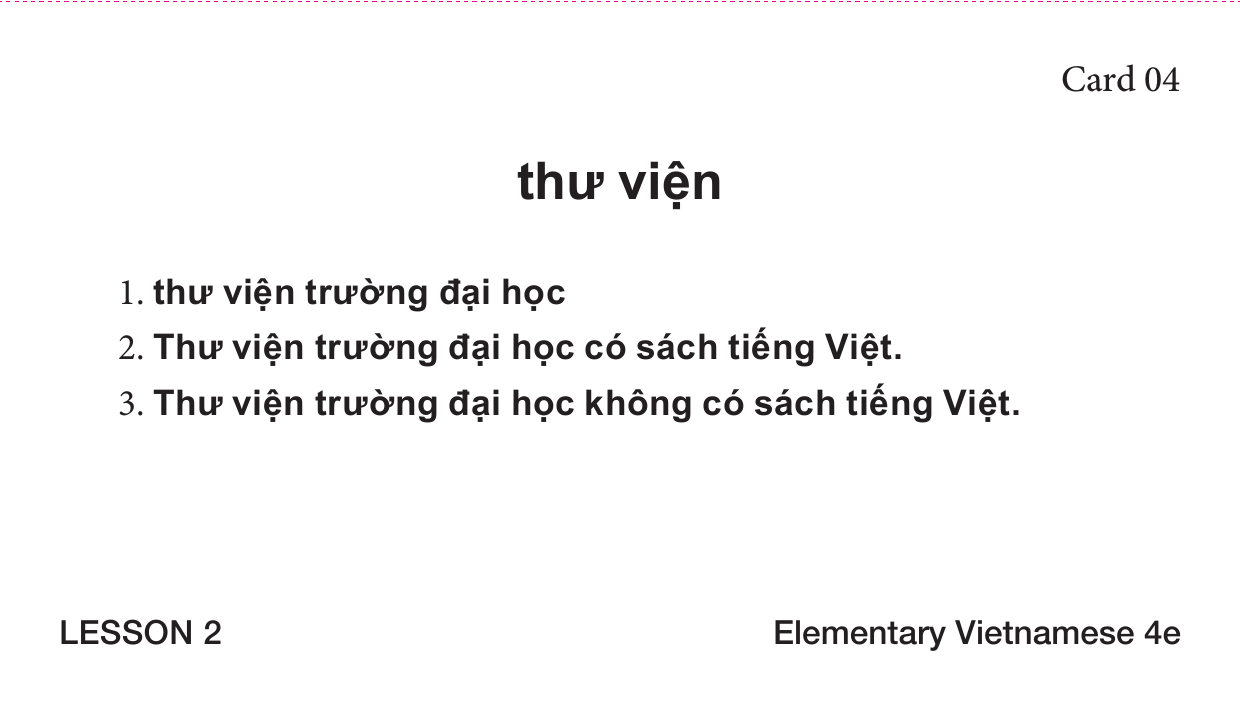 Card 04
thư viện
1. thư viện trường đại học
2. Thư viện trường đại học có sách tiếng Việt.
3. Thư viện trường đại học không có sách tiếng Việt.
LESSON 2 Elementary Vietnamese 4e